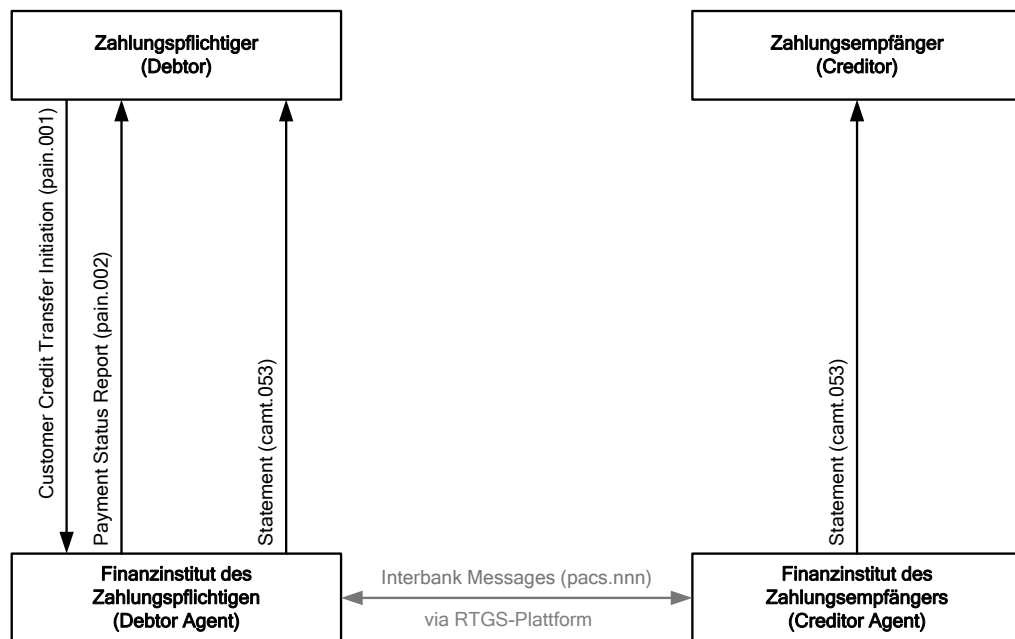 Zahlungspflichtiger
(Debtor)
Zahlungsempfänger
(Creditor)
Customer Credit Transfer Initiation (pain.001)
Payment Status Report (pain.002)
Statement (camt.053)
Statement (camt.053)
Finanzinstitut des
Zahlungspflichtigen
(Debtor Agent)
Interbank Messages (pacs.nnn)
via RTGS-Plattform
Finanzinstitut des
Zahlungsempfängers
(Creditor Agent)